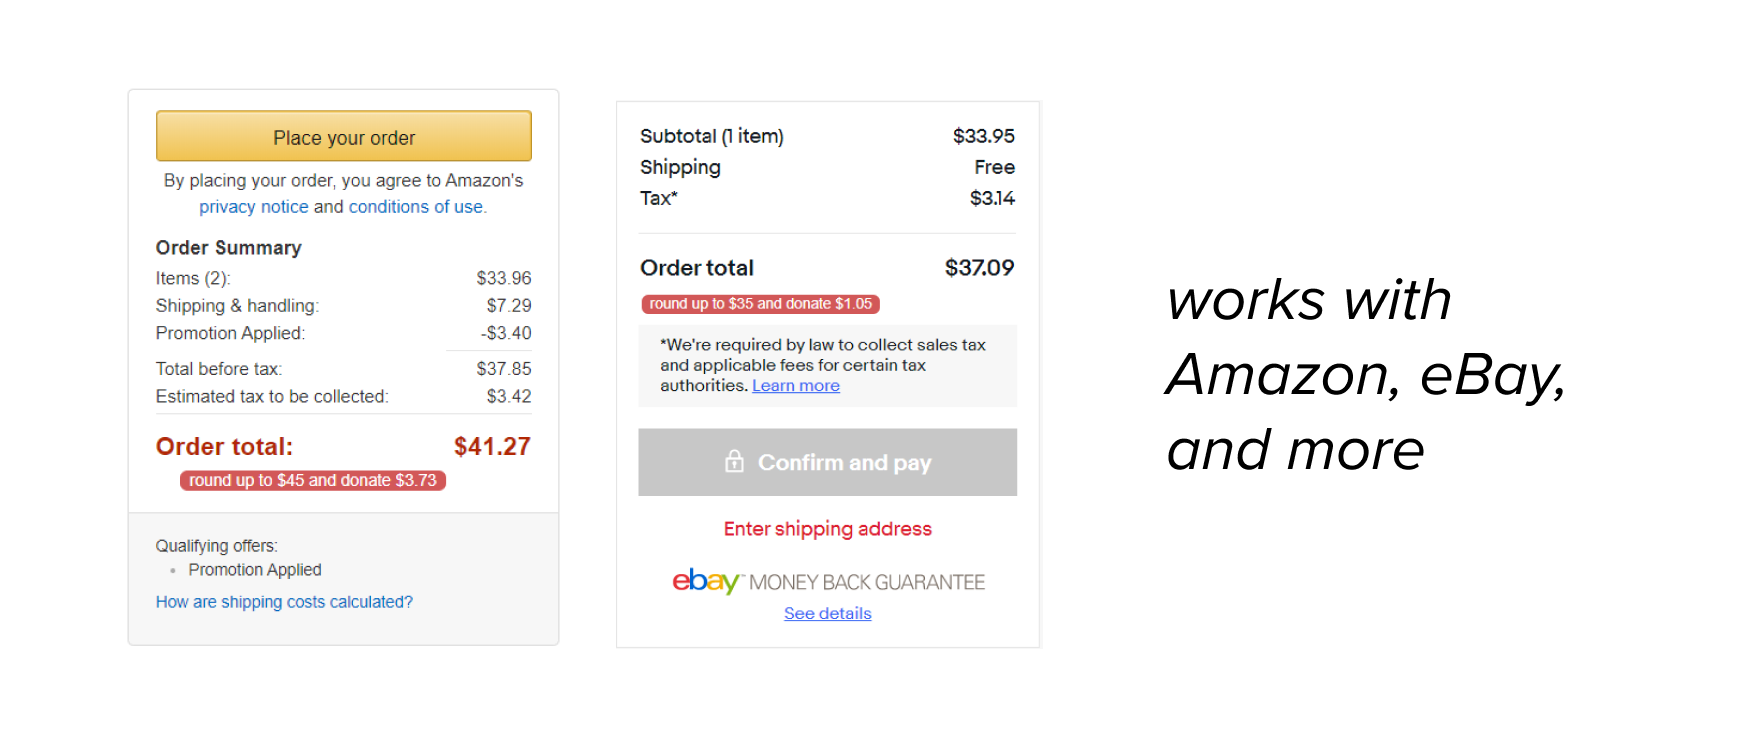 Place your order
By placing your order, you agree to Amazon's
privacy notice and conditions of use.
Order Summary
Items (2): $33.96
Shipping & handling: $7.29
Promotion Applied: -$3.40
Total before tax: $37.85
Estimated tax to be collected: $3.42
Order total: $41.27
round up to $45 and donate $3.73
Qualifying offers:
• Promotion Applied
How are shipping costs calculated?
Subtotal (1 item) $33.95
Shipping Free
Tax* $3.14
Order total $37.09
round up to $35 and donate $1.05
*We're required by law to collect sales tax
and applicable fees for certain tax
authorities. Learn more
Confirm and pay
Enter shipping address
ebay™ MONEY BACK GUARANTEE
See details
works with
Amazon, eBay,
and more